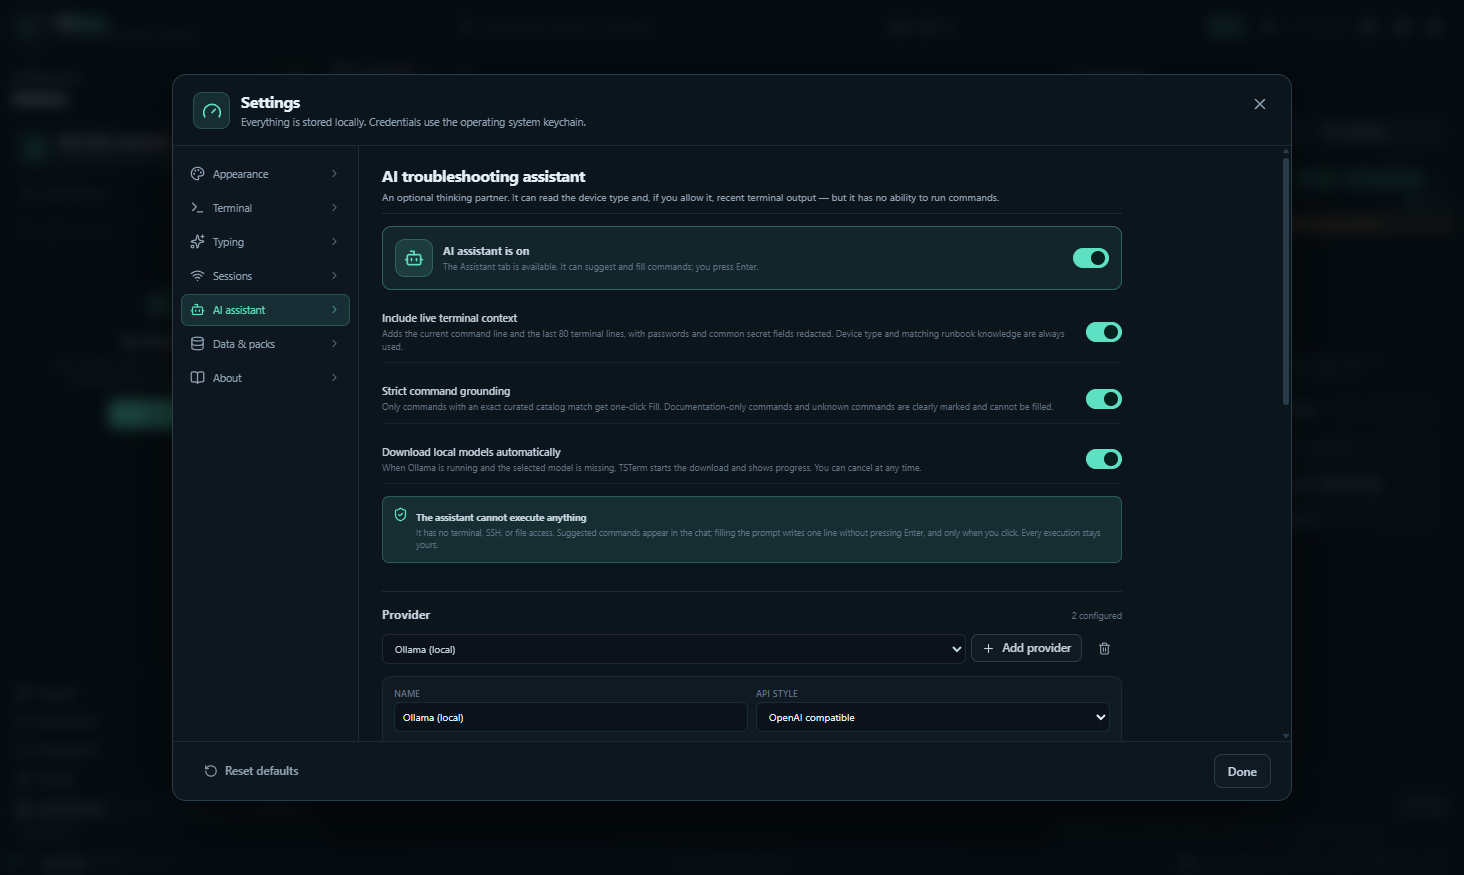 Settings
Everything is stored locally. Credentials use the operating system keychain.
Appearance
Terminal
Typing
Sessions
AI assistant
Data & packs
About
AI troubleshooting assistant
An optional thinking partner. It can read the device type and, if you allow it, recent terminal output — but it has no ability to run commands.
AI assistant is on
The Assistant tab is available. It can suggest and fill commands; you press Enter.
Include live terminal context
Adds the current command line and the last 80 terminal lines, with passwords and common secret fields redacted. Device type and matching runbook knowledge are always
used.
Strict command grounding
Only commands with an exact curated catalog match get one-click Fill. Documentation-only commands and unknown commands are clearly marked and cannot be filled.
Download local models automatically
When Ollama is running and the selected model is missing, TSTerm starts the download and shows progress. You can cancel at any time.
The assistant cannot execute anything
It has no terminal, SSH, or file access. Suggested commands appear in the chat; filling the prompt writes one line without pressing Enter, and only when you click. Every execution stays
yours.
Provider
2 configured
Ollama (local)
Add provider
NAME
API STYLE
Ollama (local)
OpenAI compatible
Reset defaults
Done